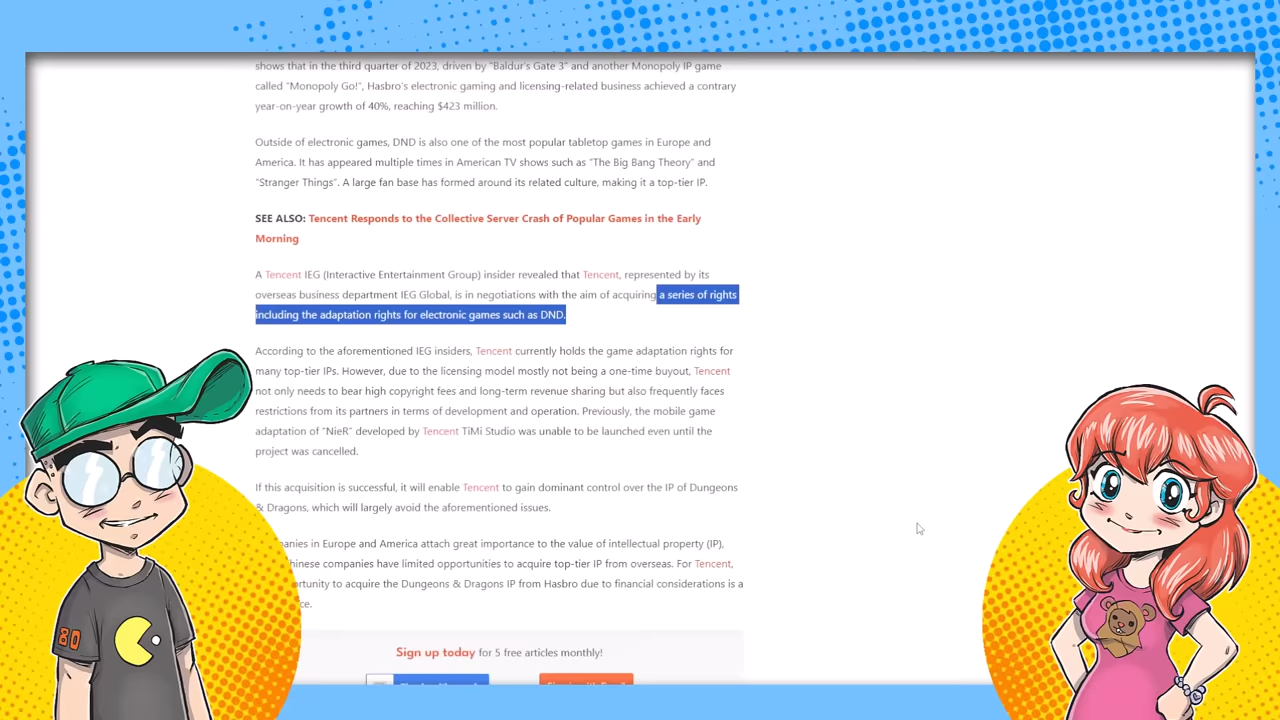 shows that in the third quarter of 2023, driven by "Baldur's Gate 3" and another Monopoly IP game
called "Monopoly Go!", Hasbro's electronic gaming and licensing-related business achieved a contrary
year-on-year growth of 40%, reaching $423 million.
Outside of electronic games, DND is also one of the most popular tabletop games in Europe and
America. It has appeared multiple times in American TV shows such as "The Big Bang Theory" and
"Stranger Things". A large fan base has formed around its related culture, making it a top-tier IP.
SEE ALSO: Tencent Responds to the Collective Server Crash of Popular Games in the Early
Morning
A Tencent IEG (Interactive Entertainment Group) insider revealed that Tencent, represented by its
overseas business department IEG Global, is in negotiations with the aim of acquiring a series of rights
including the adaptation rights for electronic games such as DND.
According to the aforementioned IEG insiders, Tencent currently holds the game adaptation rights for
many top-tier IPs. However, due to the licensing model mostly not being a one-time buyout, Tencent
not only needs to bear high copyright fees and long-term revenue sharing but also frequently faces
restrictions from its partners in terms of development and operation. Previously, the mobile game
adaptation of "NieR" developed by Tencent TiMi Studio was unable to be launched even until the
project was cancelled.
If this acquisition is successful, it will enable Tencent to gain dominant control over the IP of Dungeons
& Dragons, which will largely avoid the aforementioned issues.
anies in Europe and America attach great importance to the value of intellectual property (IP),
hinese companies have limited opportunities to acquire top-tier IP from overseas. For Tencent,
ortunity to acquire the Dungeons & Dragons IP from Hasbro due to financial considerations is a
ce.
Sign up today for 5 free articles monthly!
80